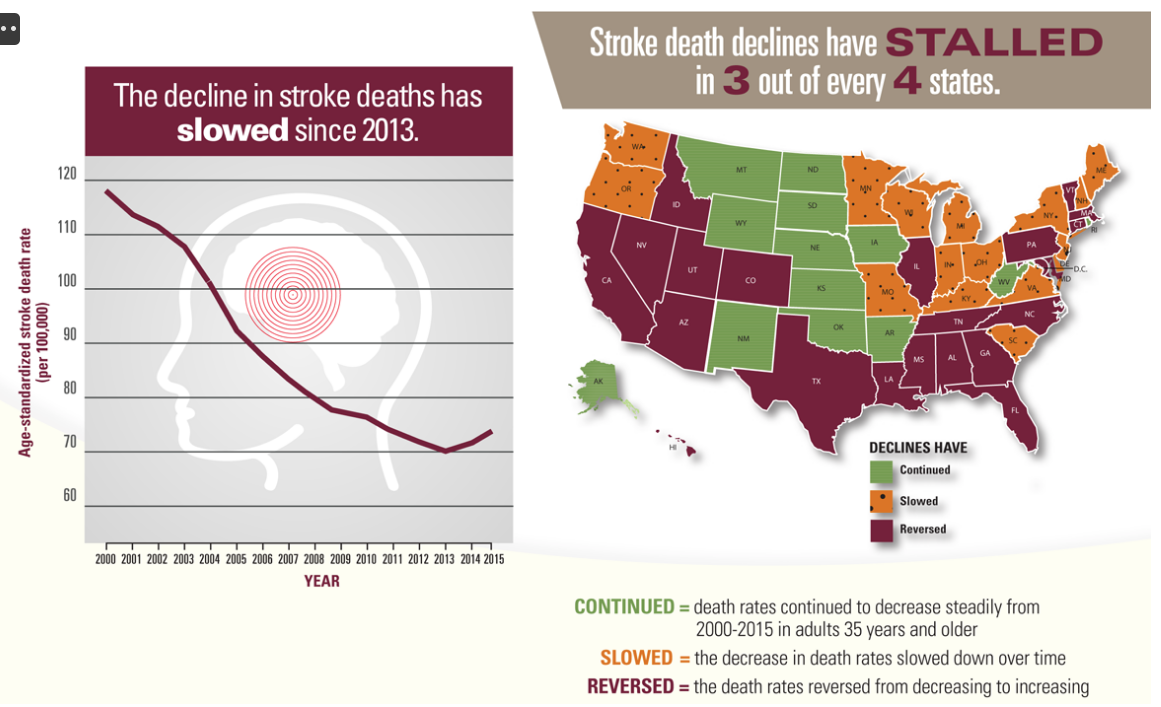 The decline in stroke deaths has
slowed since 2013.
120
110
100
90
80
70
60
Age-standardized stroke death rate
(per 100,000)
2000 2001 2002 2003 2004 2005 2006 2007 2008 2009 2010 2011 2012 2013 2014 2015
YEAR
Stroke death declines have STALLED
in 3 out of every 4 states.
WA
OR
ID
MT
ND
MN
WI
MI
NY
VT
NH
ME
MA
CT
RI
WY
SD
NE
IA
IL
IN
OH
PA
DE
D.C.
MD
NV
UT
CO
KS
MO
KY
WV
VA
CA
AZ
NM
OK
AR
TN
NC
SC
TX
LA
MS
AL
GA
FL
AK
HI
DECLINES HAVE
Continued
Slowed
Reversed
CONTINUED = death rates continued to decrease steadily from
2000-2015 in adults 35 years and older
SLOWED = the decrease in death rates slowed down over time
REVERSED = the death rates reversed from decreasing to increasing